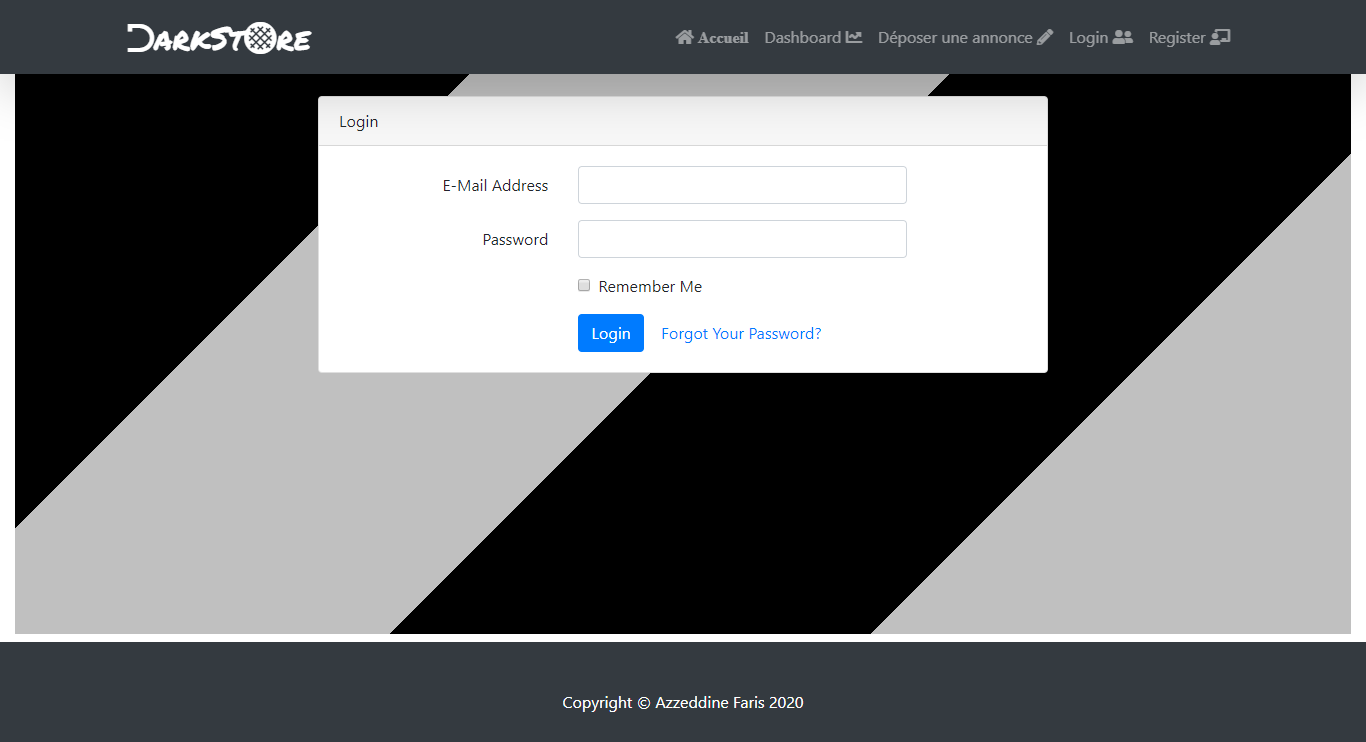 DarkStore
Accueil Dashboard Déposer une annonce Login Register
Login
E-Mail Address
Password
Remember Me
Login Forgot Your Password?
Copyright © Azzeddine Faris 2020